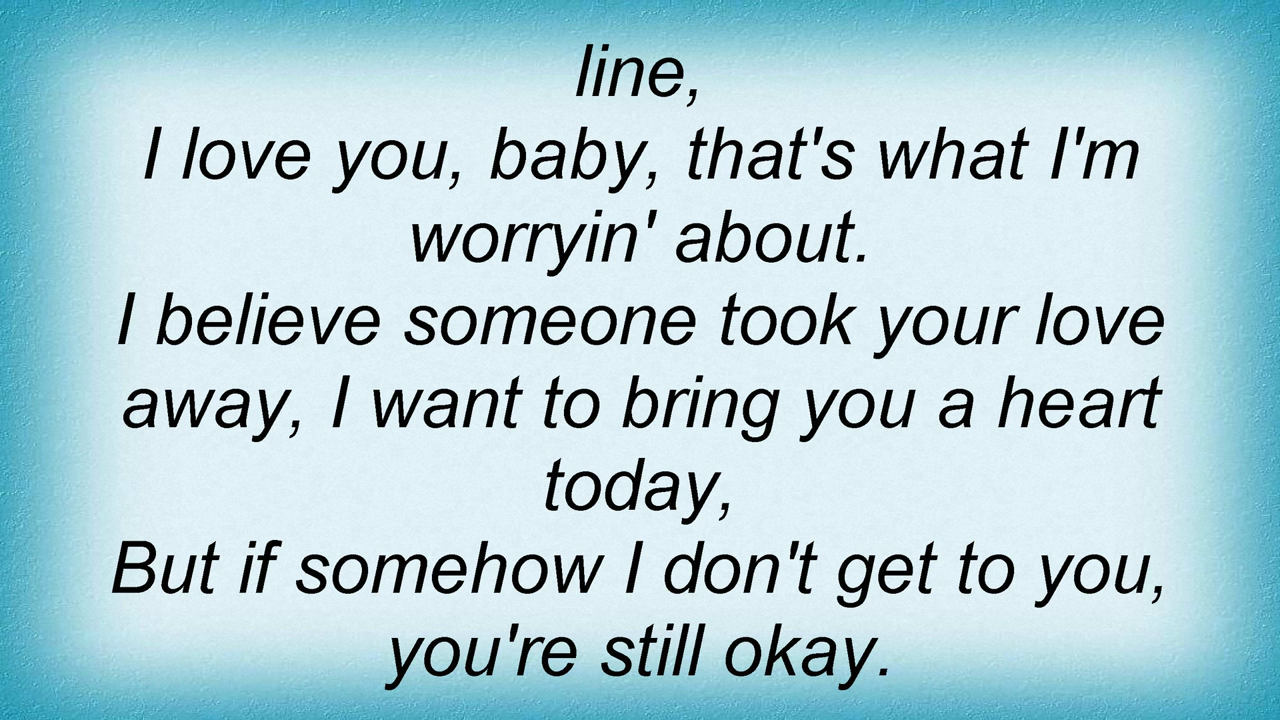 line,
I love you, baby, that's what I'm
worryin' about.
I believe someone took your love
away, I want to bring you a heart
today,
But if somehow I don't get to you,
you're still okay.